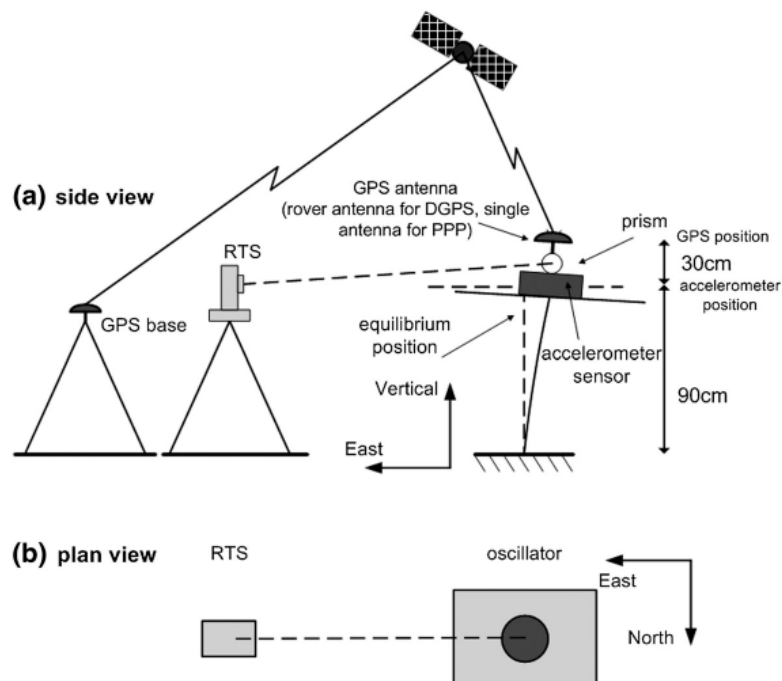 (a) side view
GPS antenna
(rover antenna for DGPS, single
antenna for PPP)
prism
GPS position
30cm
accelerometer
position
RTS
GPS base
equilibrium
position
accelerometer
sensor
90cm
Vertical
East
(b) plan view
RTS
oscillator
East
North